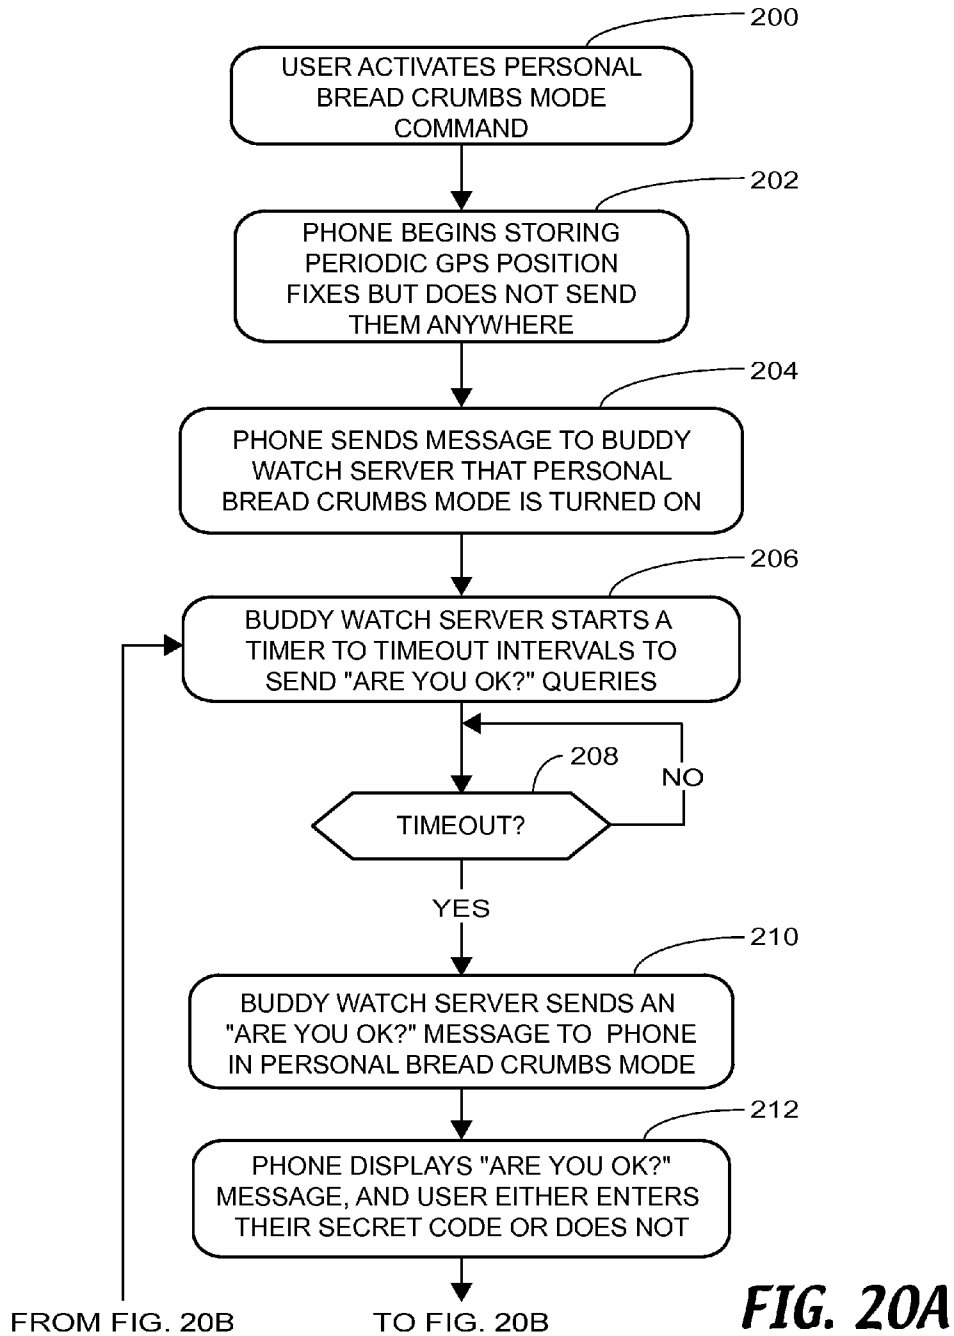 200
USER ACTIVATES PERSONAL
BREAD CRUMBS MODE
COMMAND
202
PHONE BEGINS STORING
PERIODIC GPS POSITION
FIXES BUT DOES NOT SEND
THEM ANYWHERE
204
PHONE SENDS MESSAGE TO BUDDY
WATCH SERVER THAT PERSONAL
BREAD CRUMBS MODE IS TURNED ON
206
BUDDY WATCH SERVER STARTS A
TIMER TO TIMEOUT INTERVALS TO
SEND "ARE YOU OK?" QUERIES
208
NO
TIMEOUT?
YES
210
BUDDY WATCH SERVER SENDS AN
"ARE YOU OK?" MESSAGE TO PHONE
IN PERSONAL BREAD CRUMBS MODE
212
PHONE DISPLAYS "ARE YOU OK?"
MESSAGE, AND USER EITHER ENTERS
THEIR SECRET CODE OR DOES NOT
FROM FIG. 20B
TO FIG. 20B
FIG. 20A